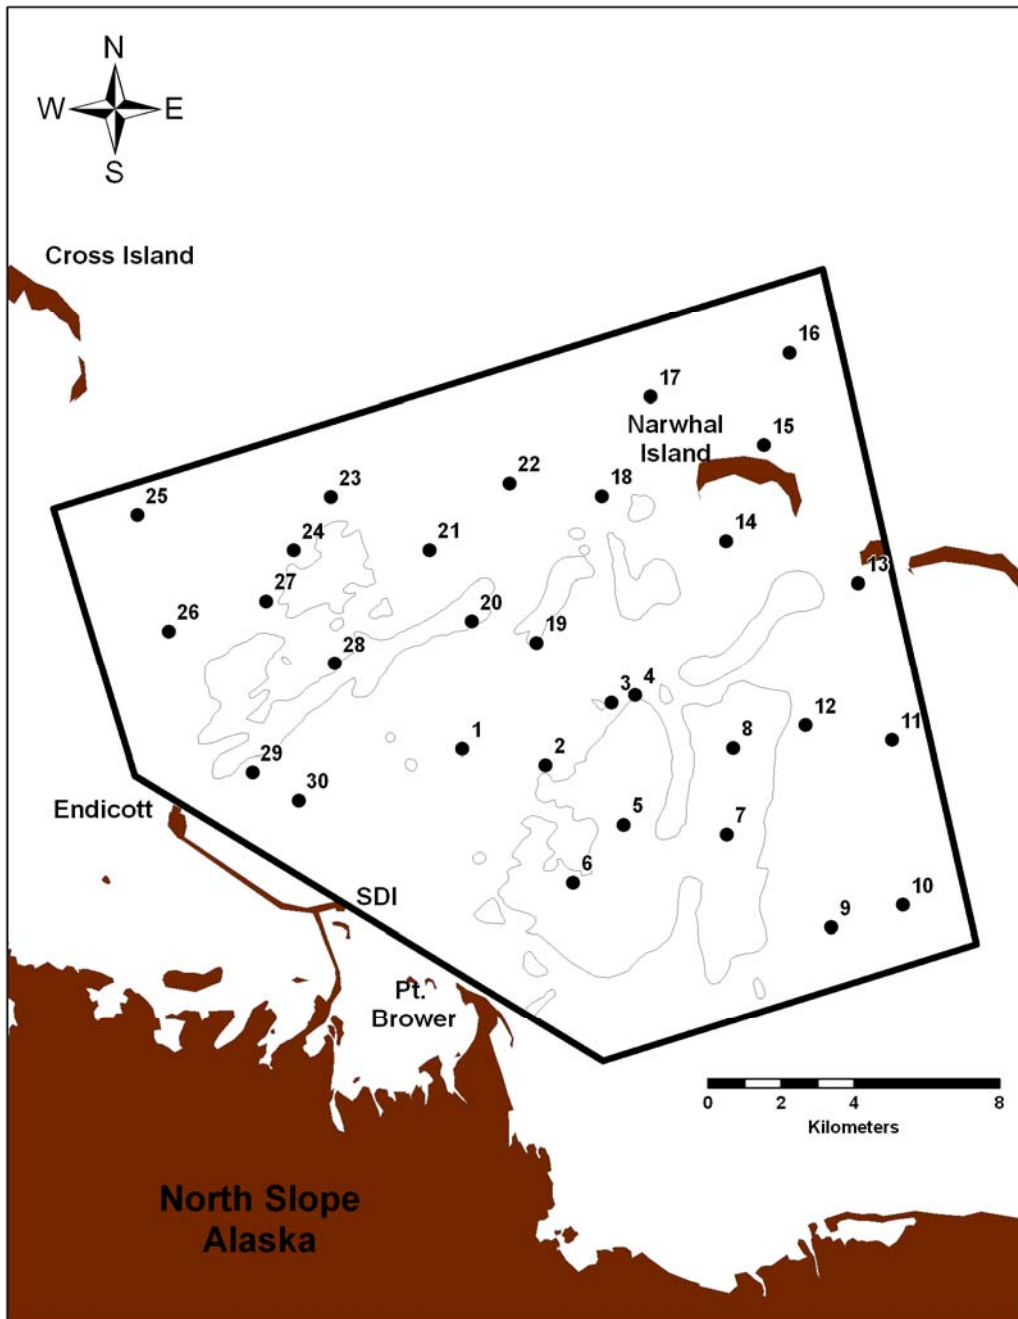 N
W E
S
Cross Island
16
17
Narwhal
Island
15
22
18
23
25
14
24
21
13
27
20
26
19
28
3 4
12
11
8
1
2
29
30
Endicott
5
7
6
SDI
10
9
Pt.
Brower
0 2 4 8
Kilometers
North Slope
Alaska